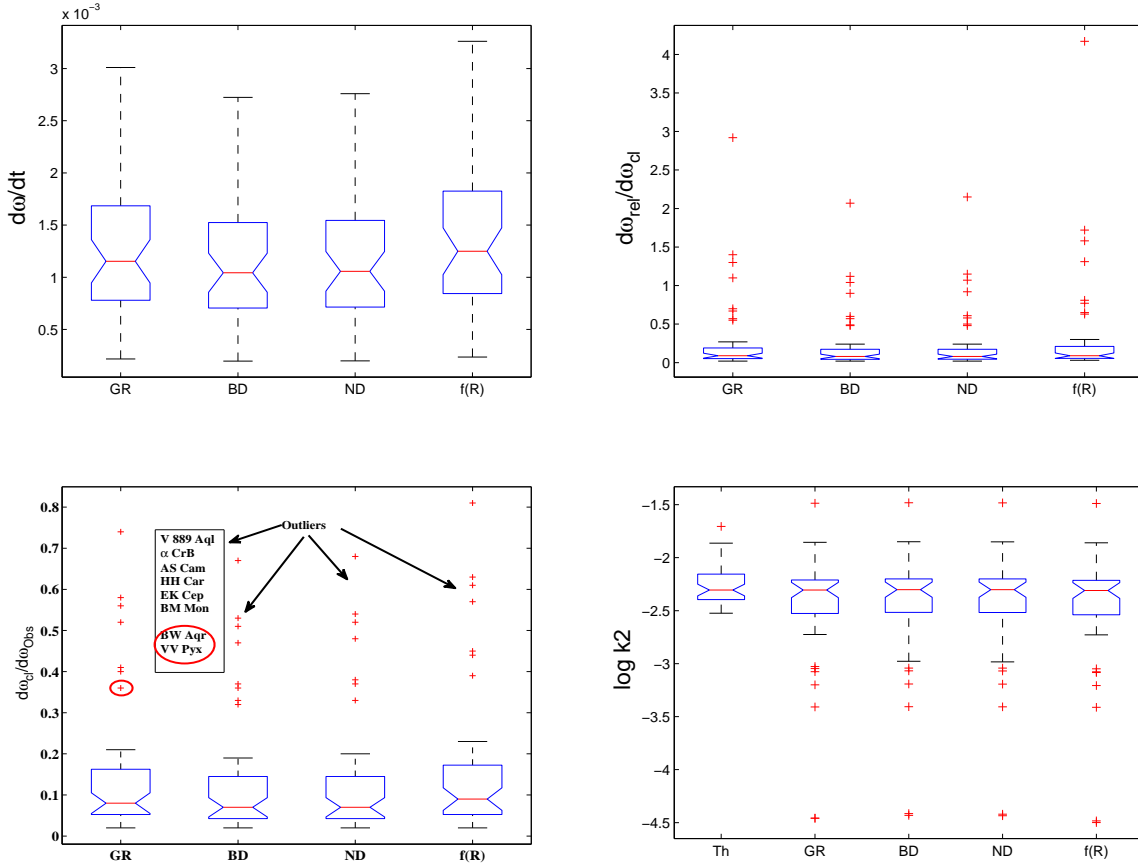 x 10−3
3
2.5
2
1.5
1
0.5
dω/dt
GR BD ND f(R)
4
3.5
3
2.5
2
1.5
1
0.5
0
dωrel/dωcl
GR BD ND f(R)
0.8
0.7
0.6
0.5
0.4
0.3
0.2
0.1
0
dωcl/dωObs
Outliers
V 889 Aql
α CrB
AS Cam
HH Car
EK Cep
BM Mon
BW Aqr
VV Pyx
GR BD ND f(R)
−1.5
−2
−2.5
−3
−3.5
−4
−4.5
log k2
Th GR BD ND f(R)